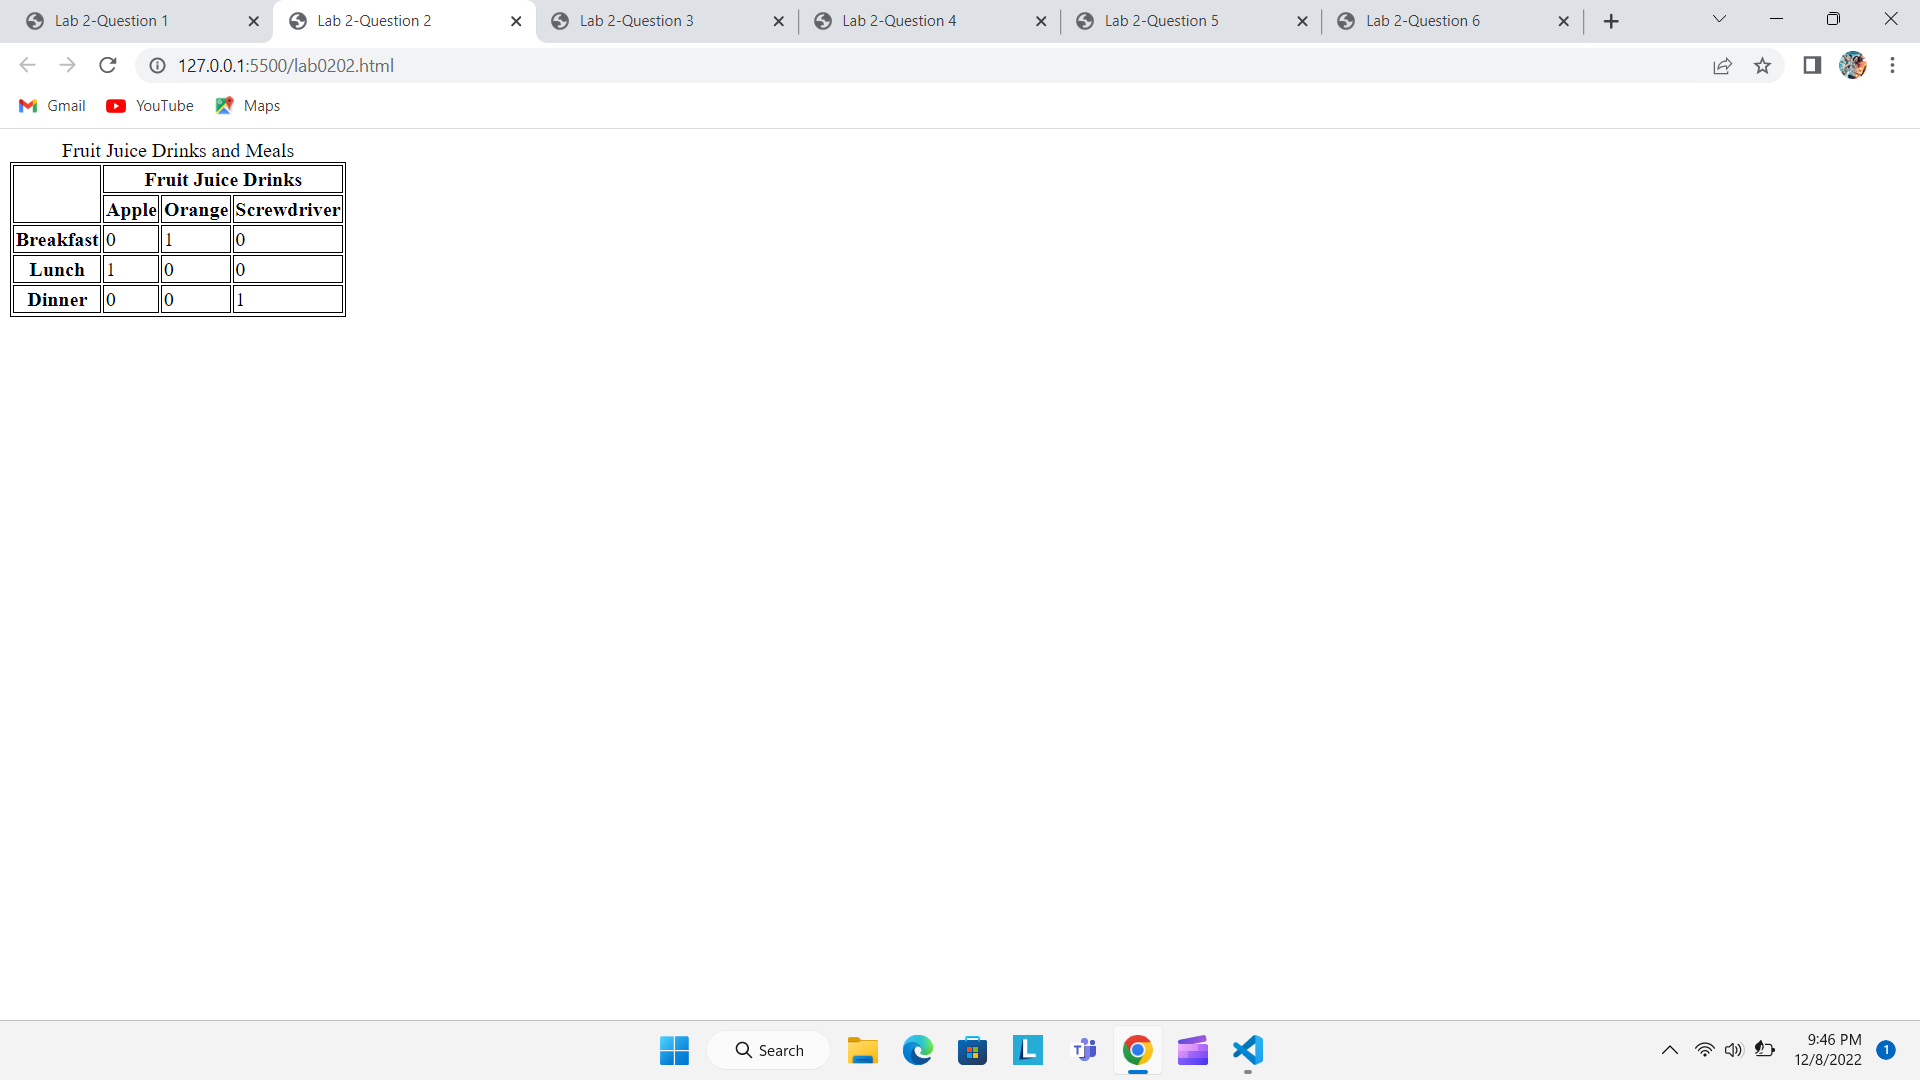 Lab 2-Question 1 Lab 2-Question 2 Lab 2-Question 3 Lab 2-Question 4 Lab 2-Question 5 Lab 2-Question 6
127.0.0.1:5500/lab0202.html
Gmail YouTube Maps
Fruit Juice Drinks and Meals
Fruit Juice Drinks
Apple Orange Screwdriver
Breakfast 0 1 0
Lunch 1 0 0
Dinner 0 0 1
Search
9:46 PM
12/8/2022
1